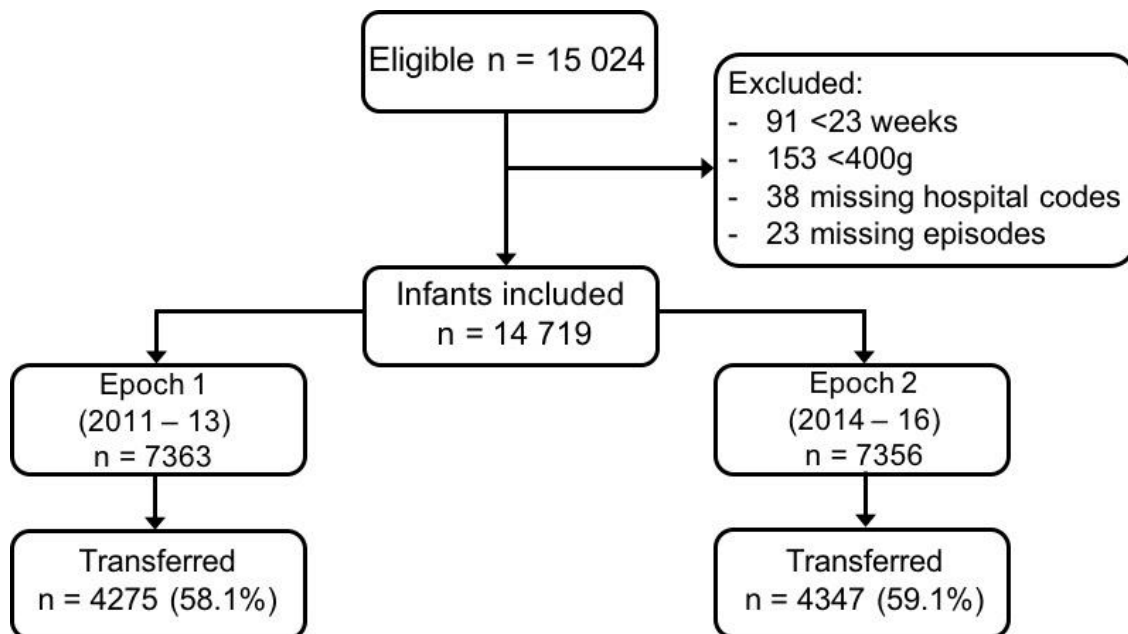 Eligible n = 15 024
Excluded:
- 91 <23 weeks
- 153 <400g
- 38 missing hospital codes
- 23 missing episodes
Infants included
n = 14 719
Epoch 1
(2011 – 13)
n = 7363
Epoch 2
(2014 – 16)
n = 7356
Transferred
n = 4275 (58.1%)
Transferred
n = 4347 (59.1%)